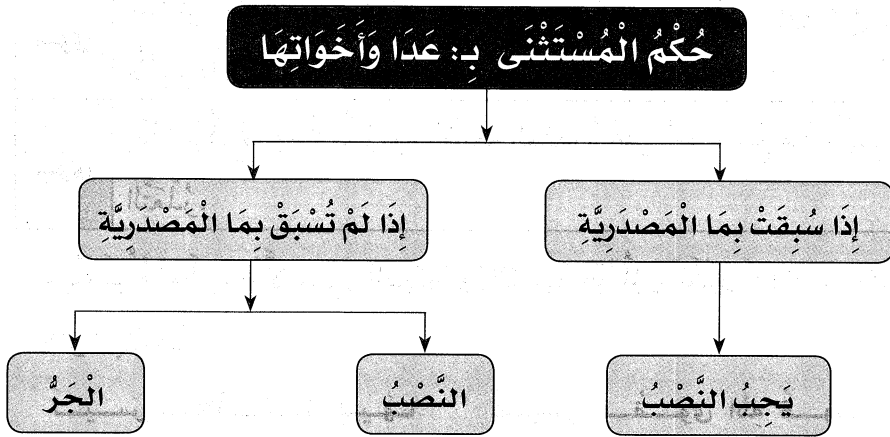 حُكْمُ الْمُسْتَثْنَى بِـ: عَدَا وَأَخَوَاتِهَا
إِذَا سُبِقَتْ بِمَا الْمَصْدَرِيَّةِ
إِذَا لَمْ تُسْبَقْ بِمَا الْمَصْدَرِيَّةِ
يَجِبُ النَّصْبُ
النَّصْبُ
الْجَرُّ